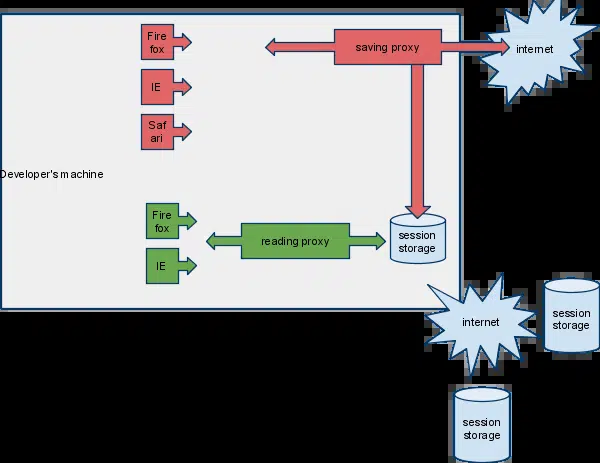 Fire
fox
saving proxy
internet
IE
Saf
ari
Developer's machine
Fire
fox
reading proxy
session
storage
IE
internet
session
storage
session
storage